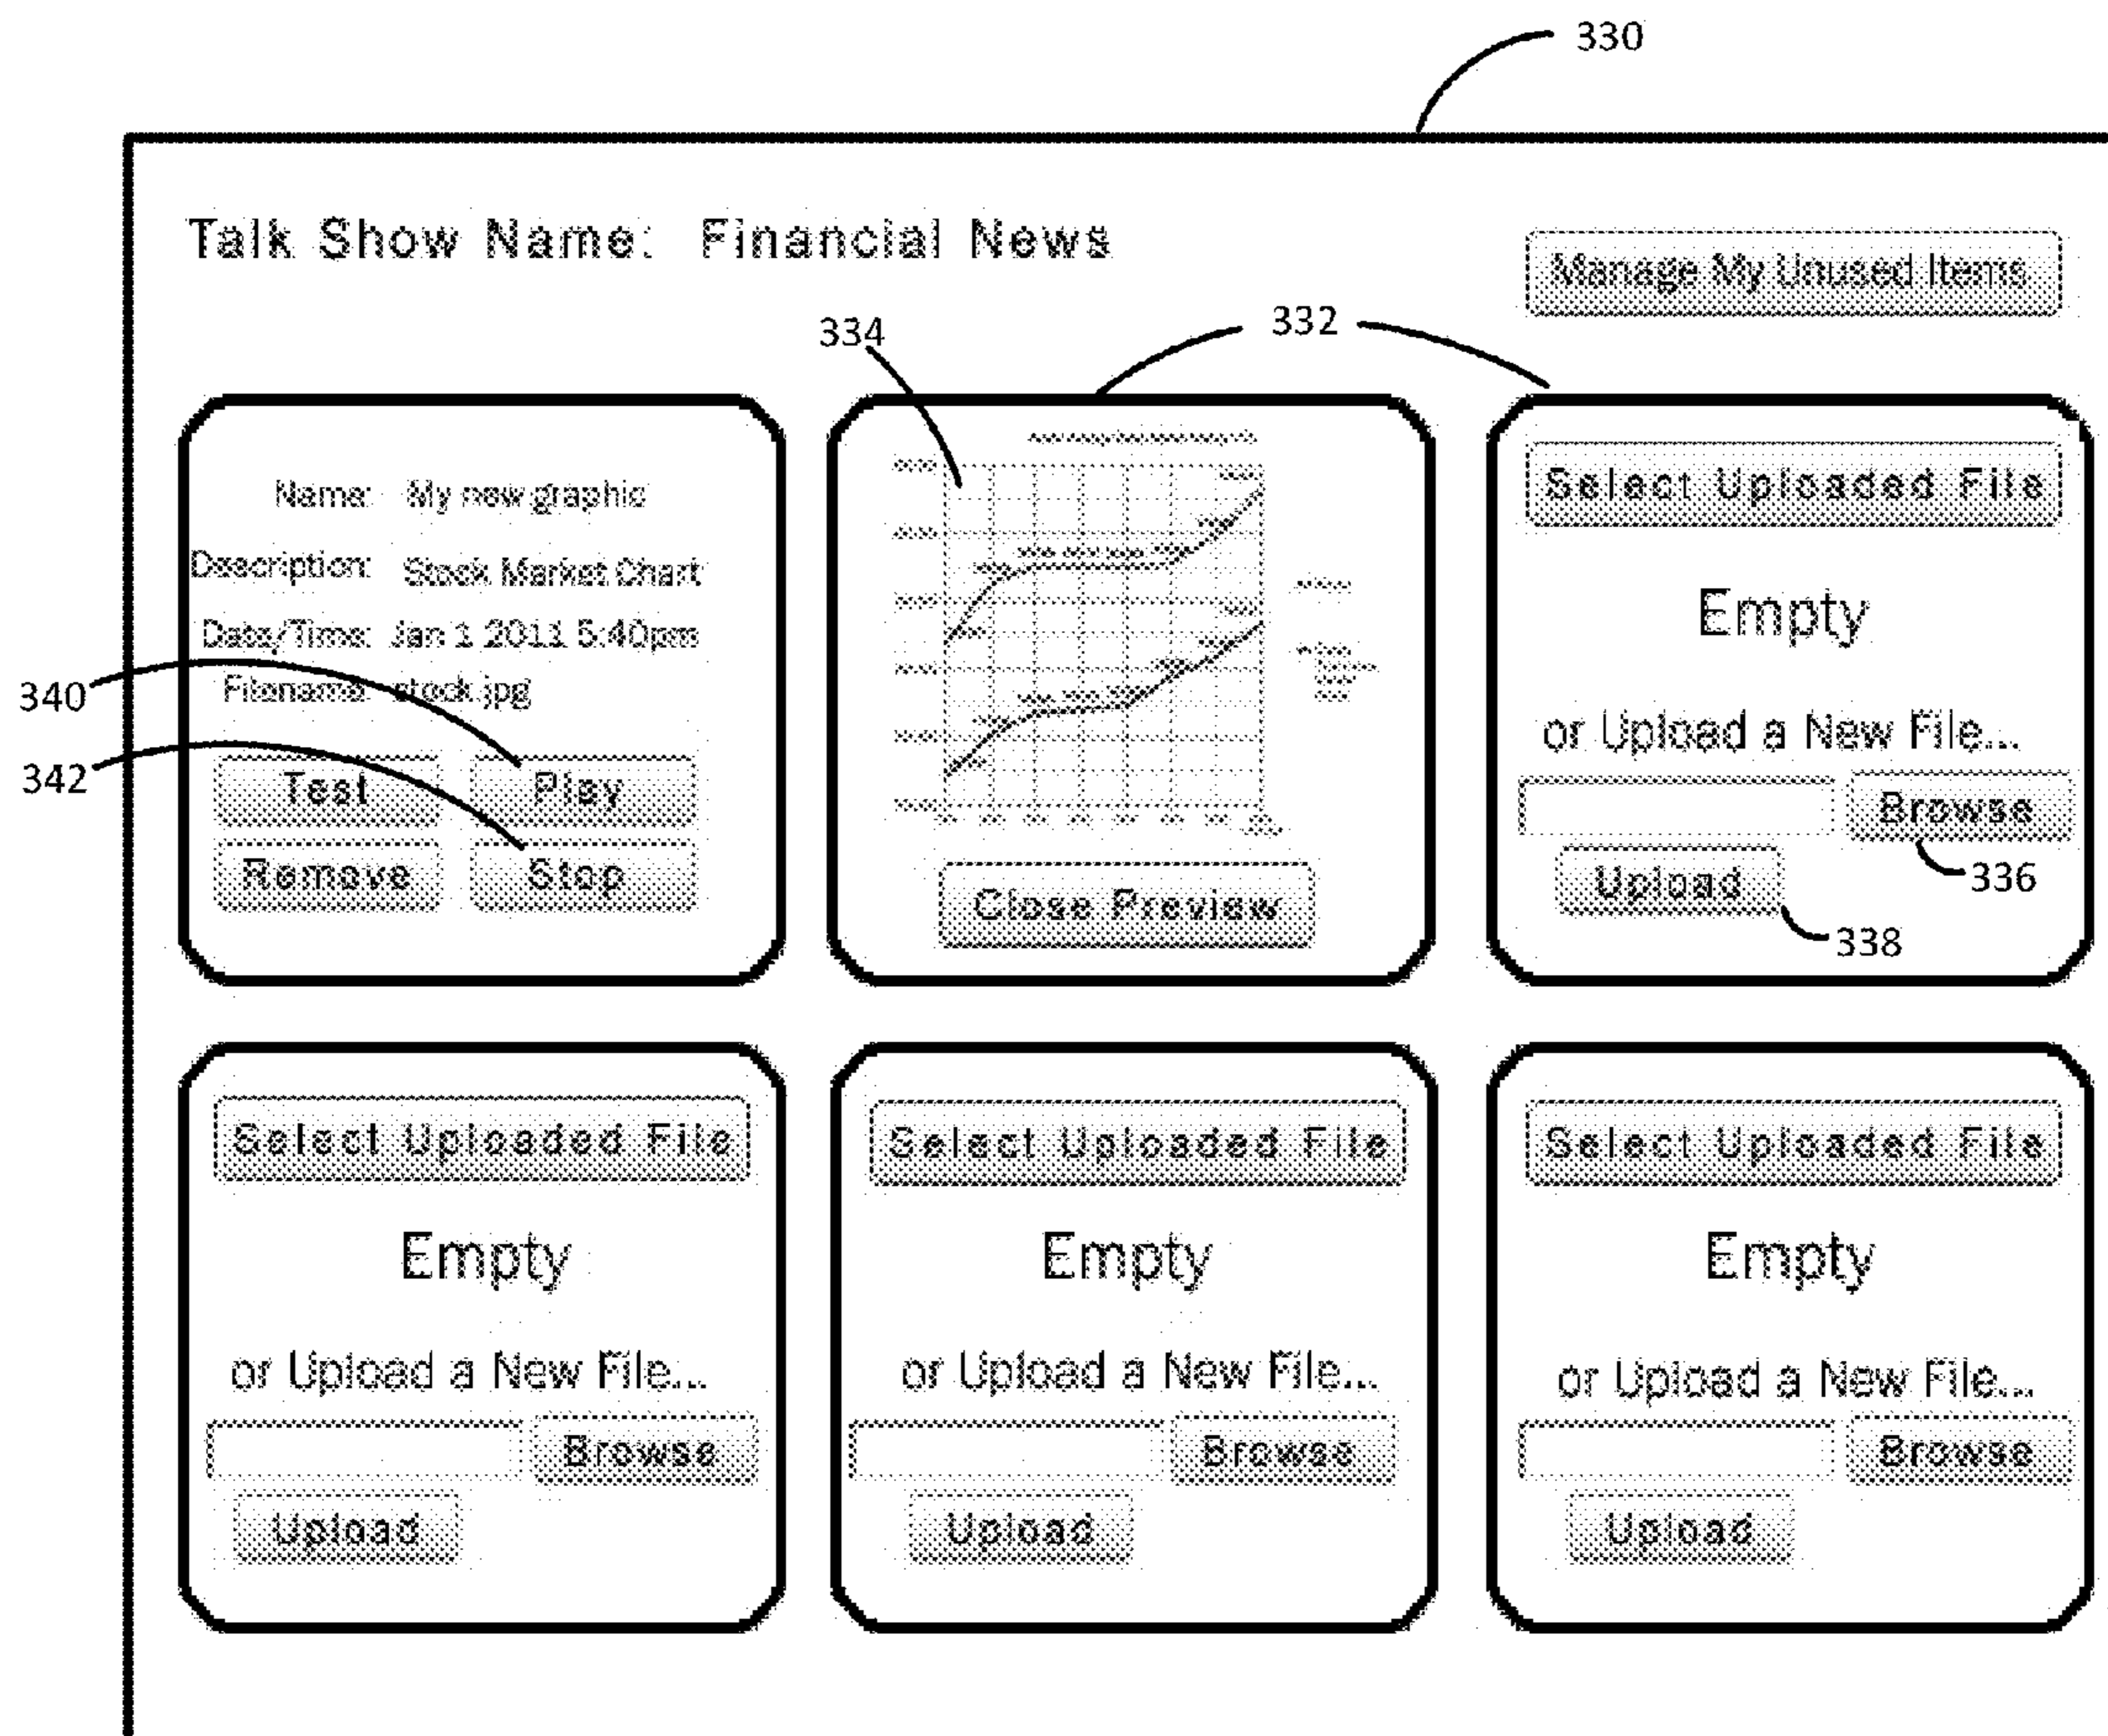 330
Talk Show Name: Financial News
Manage My Unused Items
334
332
Name: My new graphic
Description: Stock Market Chart
Date/Time: Jan 1 2011 5:40pm
Filename: stock.jpg
340
342
Test
Play
Remove
Stop
Close Preview
Select Uploaded File
Empty
or Upload a New File...
Browse
Upload
336
338
Select Uploaded File
Empty
or Upload a New File...
Browse
Upload
Select Uploaded File
Empty
or Upload a New File...
Browse
Upload
Select Uploaded File
Empty
or Upload a New File...
Browse
Upload